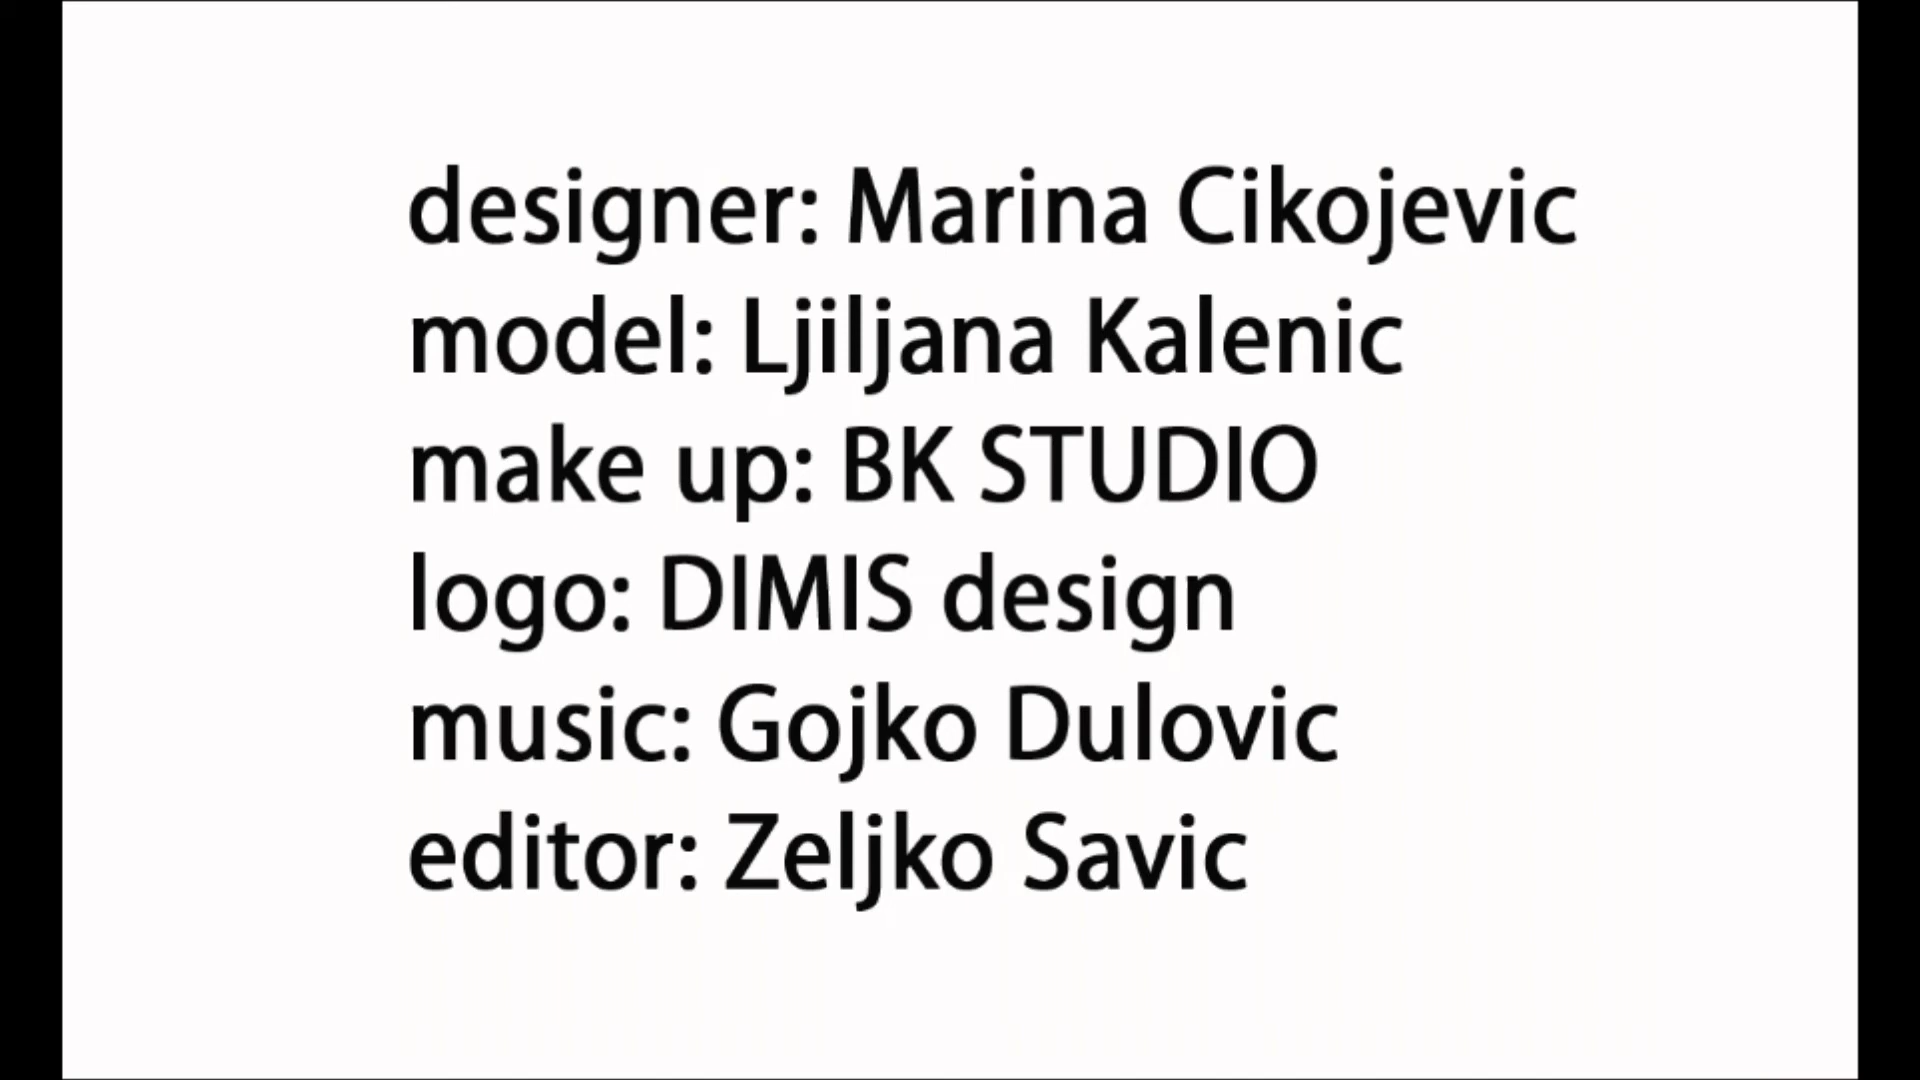 designer: Marina Cikojevic
model: Ljiljana Kalenic
make up: BK STUDIO
logo: DIMIS design
music: Gojko Dulovic
editor: Zeljko Savic